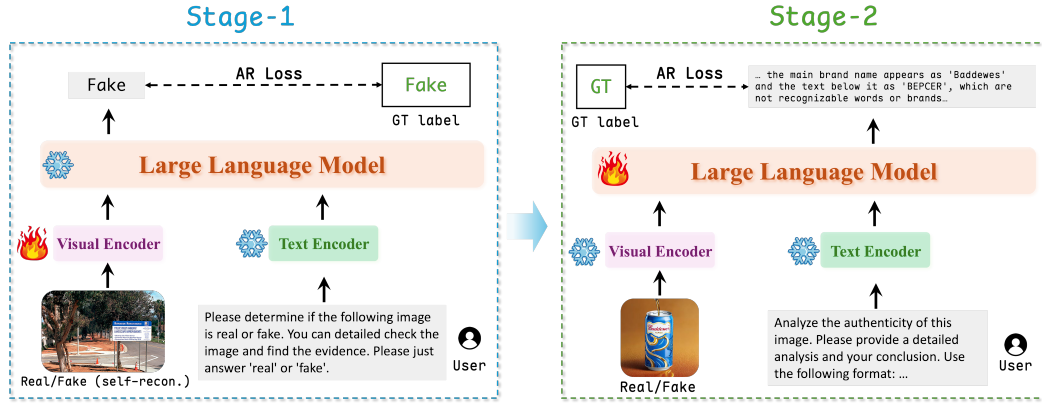 Stage-1
Fake
AR Loss
Fake
GT label
Large Language Model
Visual Encoder
Text Encoder
Real/Fake (self-recon.)
Please determine if the following image
is real or fake. You can detailed check the
image and find the evidence. Please just
answer 'real' or 'fake'.
User
Stage-2
GT
GT label
AR Loss
… the main brand name appears as 'Baddewes'
and the text below it as 'BEPCER', which are
not recognizable words or brands…
Large Language Model
Visual Encoder
Text Encoder
Real/Fake
Analyze the authenticity of this
image. Please provide a detailed
analysis and your conclusion. Use
the following format: …
User